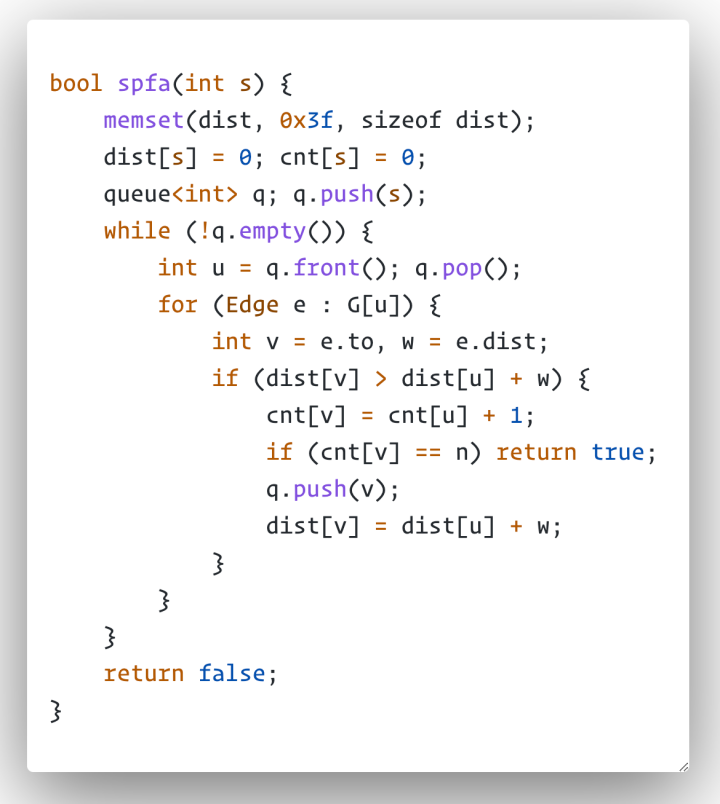 bool spfa(int s) {
    memset(dist, 0x3f, sizeof dist);
    dist[s] = 0; cnt[s] = 0;
    queue<int> q; q.push(s);
    while (!q.empty()) {
        int u = q.front(); q.pop();
        for (Edge e : G[u]) {
            int v = e.to, w = e.dist;
            if (dist[v] > dist[u] + w) {
                cnt[v] = cnt[u] + 1;
                if (cnt[v] == n) return true;
                q.push(v);
                dist[v] = dist[u] + w;
            }
        }
    }
    return false;
}